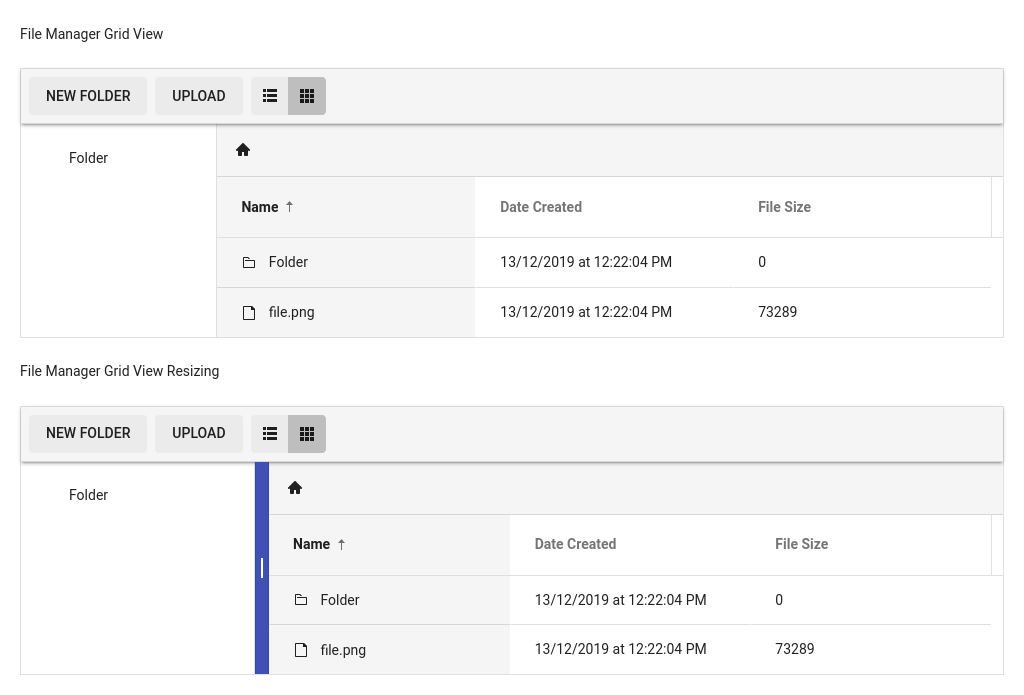 File Manager Grid View
NEW FOLDER UPLOAD
Folder
Name ↑ Date Created File Size
Folder 13/12/2019 at 12:22:04 PM 0
file.png 13/12/2019 at 12:22:04 PM 73289
File Manager Grid View Resizing
NEW FOLDER UPLOAD
Folder
Name ↑ Date Created File Size
Folder 13/12/2019 at 12:22:04 PM 0
file.png 13/12/2019 at 12:22:04 PM 73289